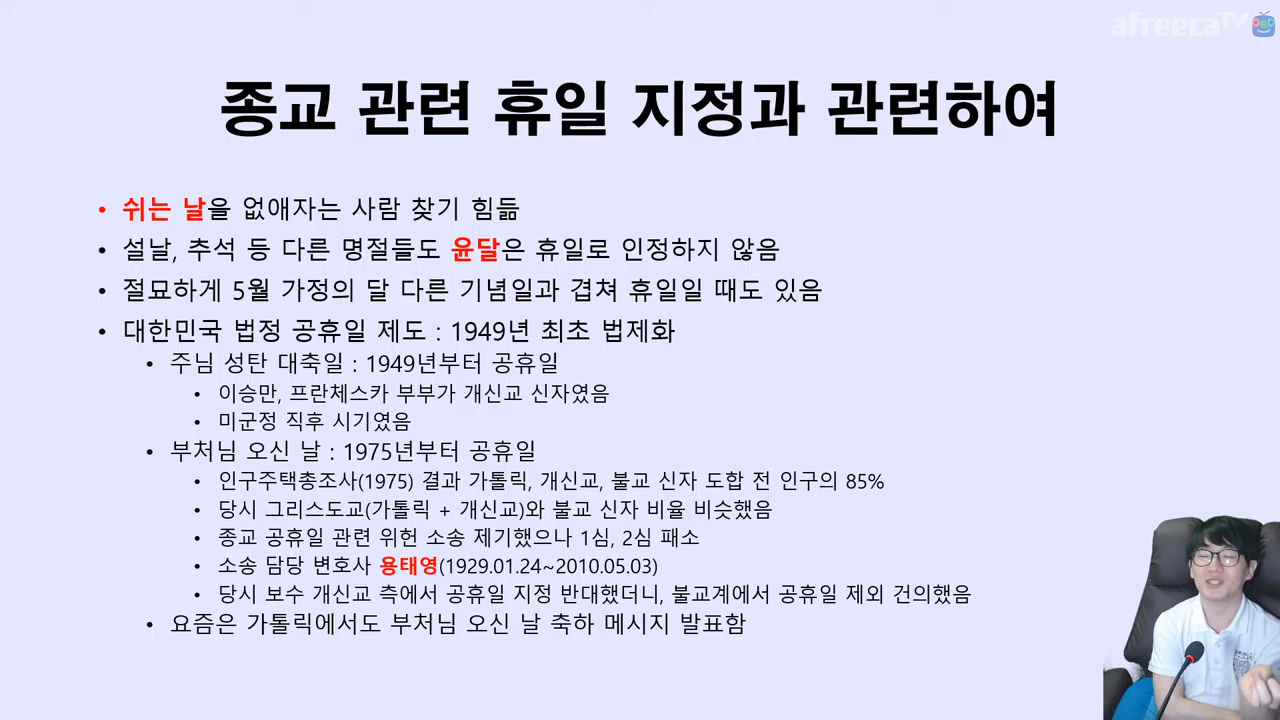 afreecaTV
종교 관련 휴일 지정과 관련하여
• 쉬는 날을 없애자는 사람 찾기 힘듦
• 설날, 추석 등 다른 명절들도 윤달은 휴일로 인정하지 않음
• 절묘하게 5월 가정의 달 다른 기념일과 겹쳐 휴일일 때도 있음
• 대한민국 법정 공휴일 제도 : 1949년 최초 법제화
• 주님 성탄 대축일 : 1949년부터 공휴일
• 이승만, 프란체스카 부부가 개신교 신자였음
• 미군정 직후 시기였음
• 부처님 오신 날 : 1975년부터 공휴일
• 인구주택총조사(1975) 결과 가톨릭, 개신교, 불교 신자 도합 전 인구의 85%
• 당시 그리스도교(가톨릭 + 개신교)와 불교 신자 비율 비슷했음
• 종교 공휴일 관련 위헌 소송 제기했으나 1심, 2심 패소
• 소송 담당 변호사 용태영(1929.01.24~2010.05.03)
• 당시 보수 개신교 측에서 공휴일 지정 반대했더니, 불교계에서 공휴일 제외 건의했음
• 요즘은 가톨릭에서도 부처님 오신 날 축하 메시지 발표함